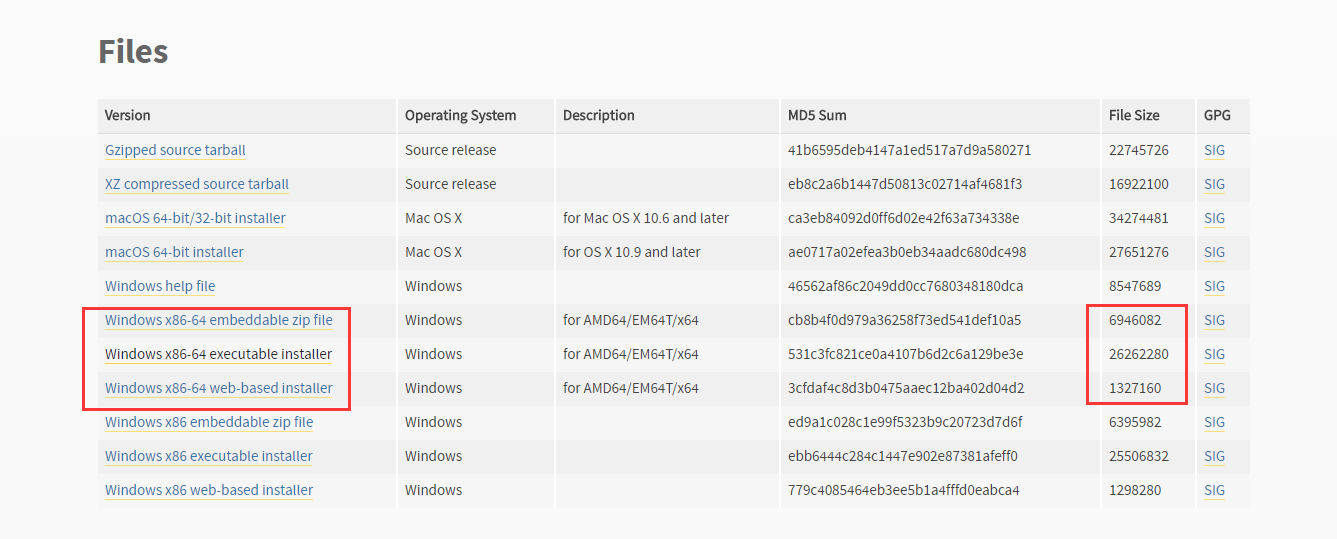 Files
Version Operating System Description MD5 Sum File Size GPG
Gzipped source tarball Source release 41b6595deb4147a1ed517a7d9a580271 22745726 SIG
XZ compressed source tarball Source release eb8c2a6b1447d50813c02714af4681f3 16922100 SIG
macOS 64-bit/32-bit installer Mac OS X for Mac OS X 10.6 and later ca3eb84092d0ff6d02e42f63a734338e 34274481 SIG
macOS 64-bit installer Mac OS X for OS X 10.9 and later ae0717a02efea3b0eb34aadc680dc498 27651276 SIG
Windows help file Windows 46562af86c2049dd0cc7680348180dca 8547689 SIG
Windows x86-64 embeddable zip file Windows for AMD64/EM64T/x64 cb8b4f0d979a36258f73ed541def10a5 6946082 SIG
Windows x86-64 executable installer Windows for AMD64/EM64T/x64 531c3fc821ce0a4107b6d2c6a129be3e 26262280 SIG
Windows x86-64 web-based installer Windows for AMD64/EM64T/x64 3cfdaf4c8d3b0475aaec12ba402d04d2 1327160 SIG
Windows x86 embeddable zip file Windows ed9a1c028c1e99f5323b9c20723d7d6f 6395982 SIG
Windows x86 executable installer Windows ebb6444c284c1447e902e87381afeff0 25506832 SIG
Windows x86 web-based installer Windows 779c4085464eb3ee5b1a4fffd0eabca4 1298280 SIG